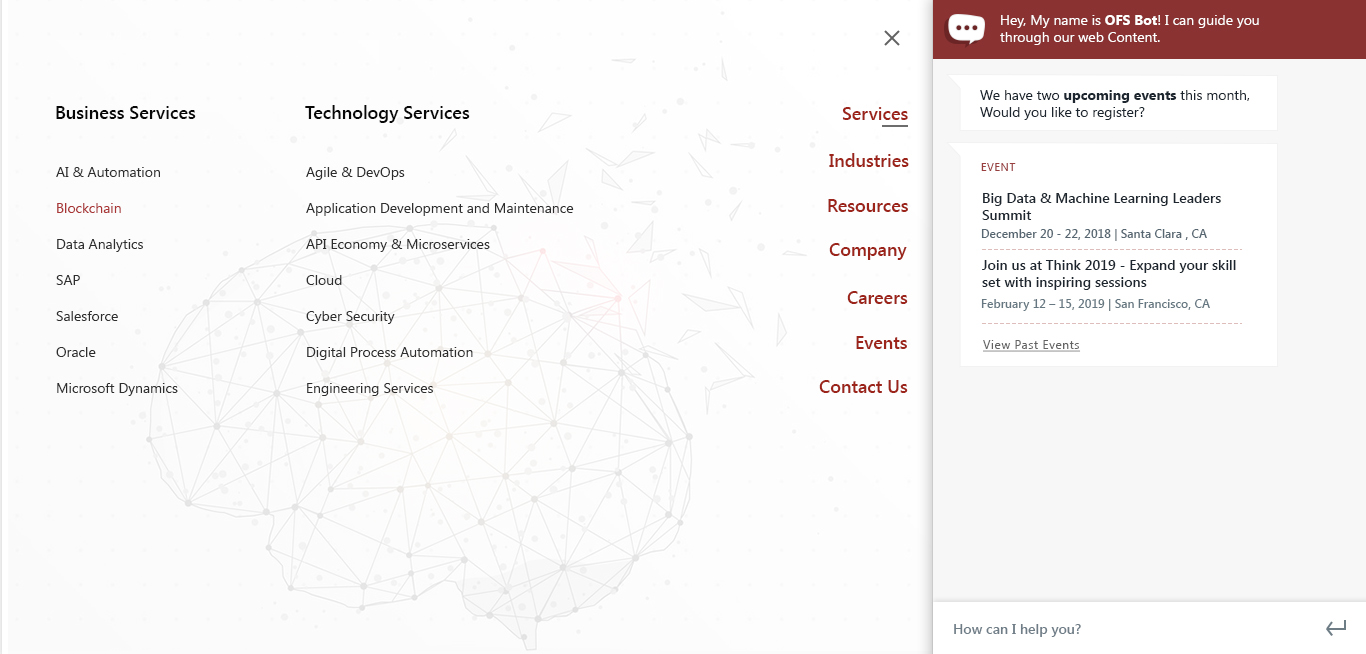 Business Services
AI & Automation
Blockchain
Data Analytics
SAP
Salesforce
Oracle
Microsoft Dynamics
Technology Services
Agile & DevOps
Application Development and Maintenance
API Economy & Microservices
Cloud
Cyber Security
Digital Process Automation
Engineering Services
Services
Industries
Resources
Company
Careers
Events
Contact Us
Hey, My name is OFS Bot! I can guide you
through our web Content.
We have two upcoming events this month,
Would you like to register?
EVENT
Big Data & Machine Learning Leaders
Summit
December 20 - 22, 2018 | Santa Clara , CA
Join us at Think 2019 - Expand your skill
set with inspiring sessions
February 12 – 15, 2019 | San Francisco, CA
View Past Events
How can I help you?